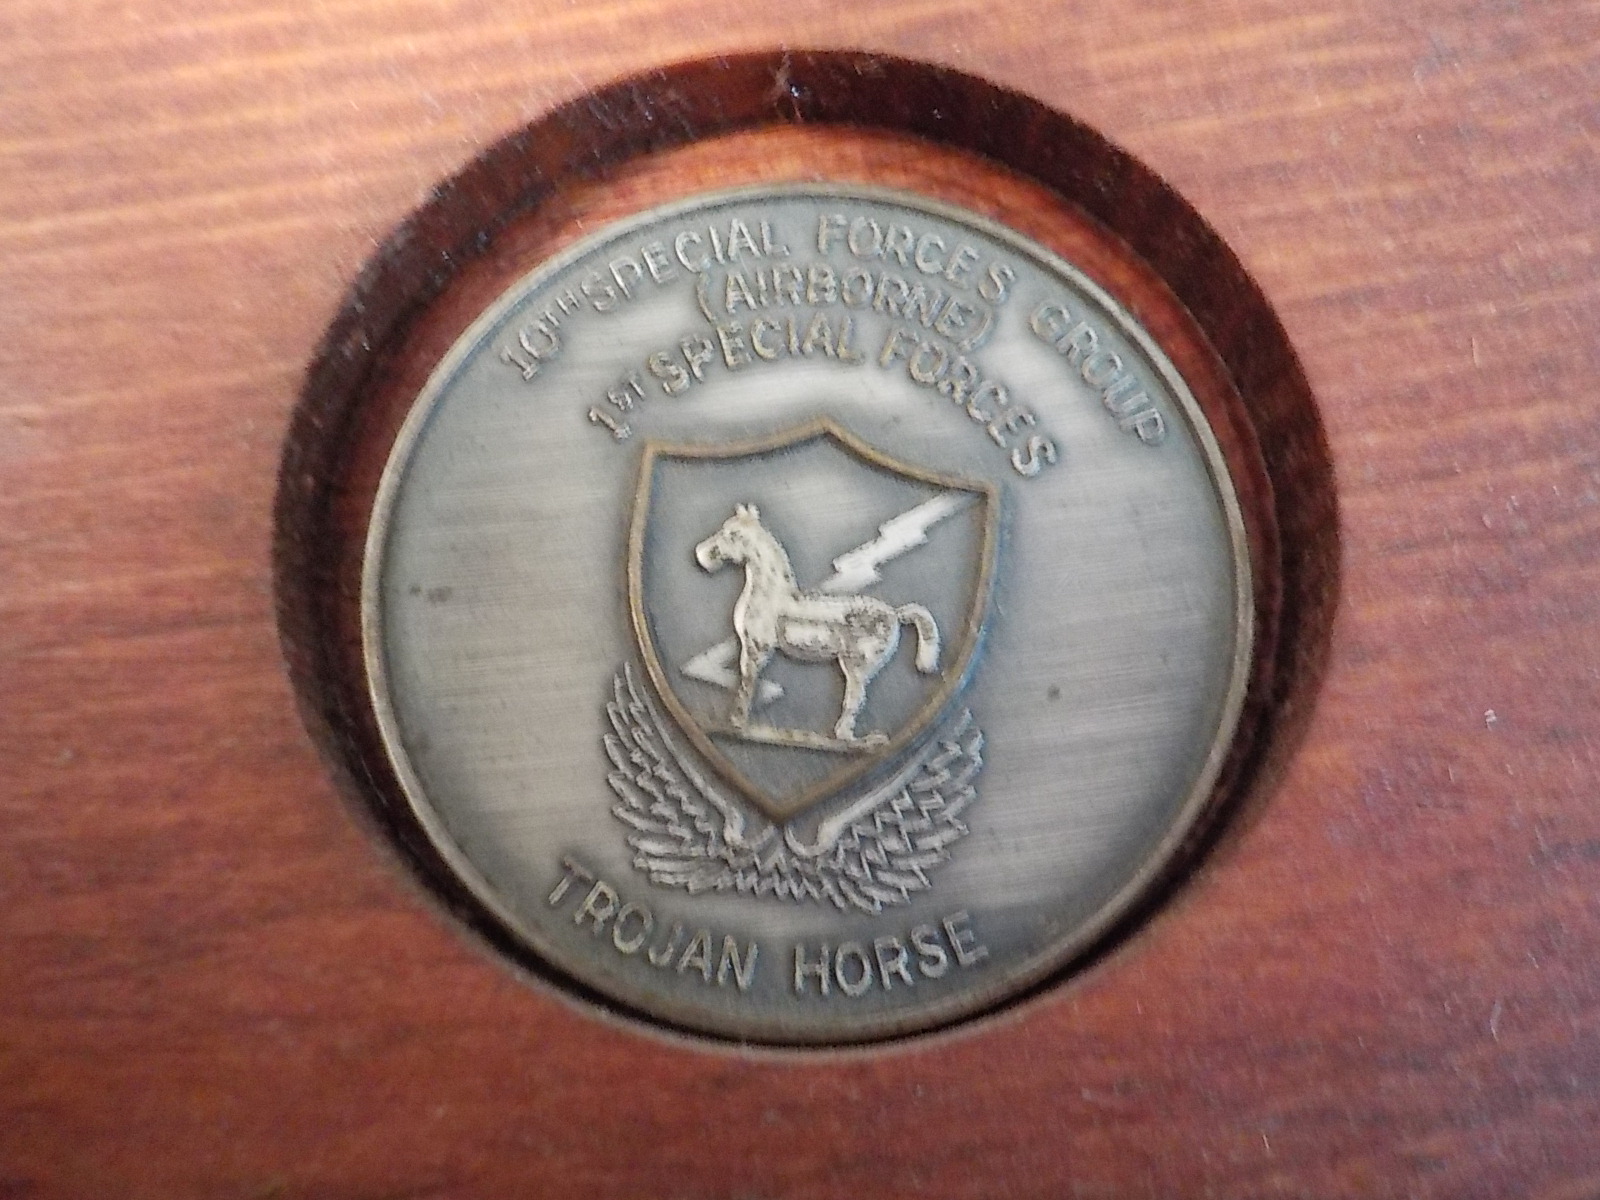 10TH SPECIAL FORCES GROUP
(AIRBORNE)
1ST SPECIAL FORCES
TROJAN HORSE